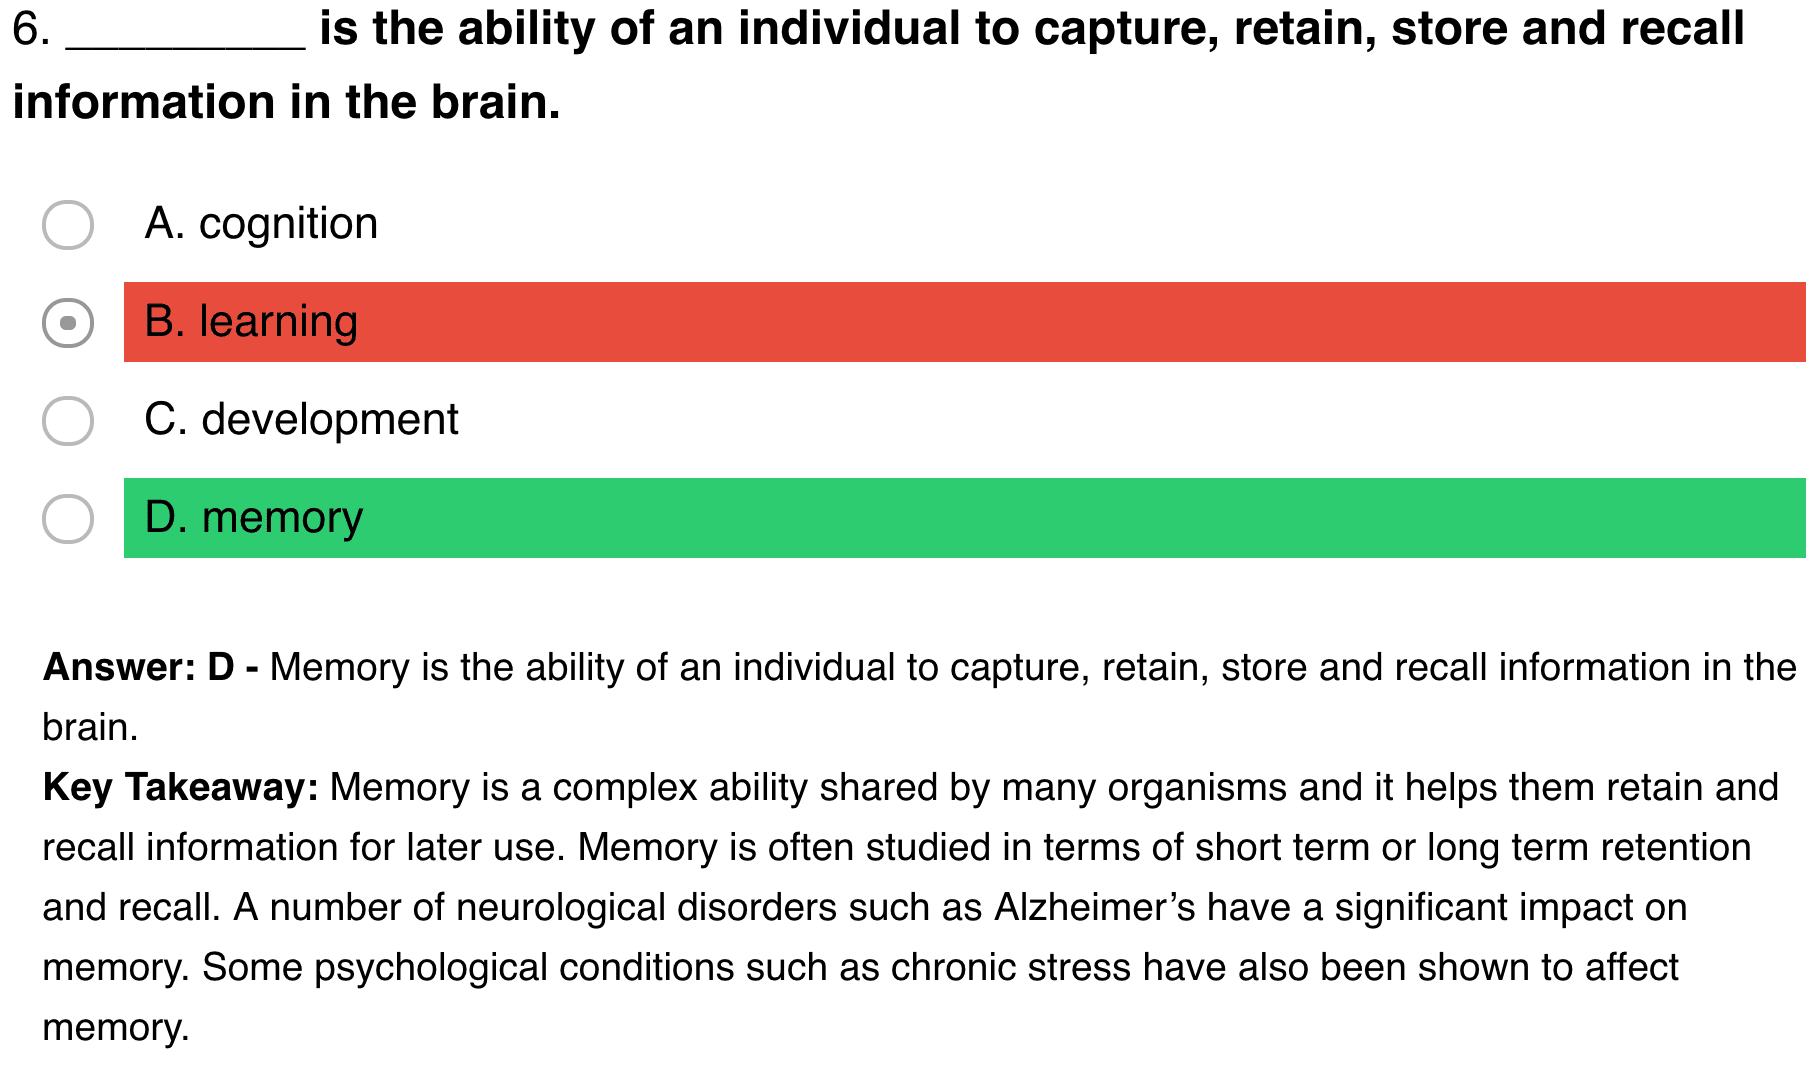 6. _________ is the ability of an individual to capture, retain, store and recall
information in the brain.
A. cognition
B. learning
C. development
D. memory
Answer: D - Memory is the ability of an individual to capture, retain, store and recall information in the
brain.
Key Takeaway: Memory is a complex ability shared by many organisms and it helps them retain and
recall information for later use. Memory is often studied in terms of short term or long term retention
and recall. A number of neurological disorders such as Alzheimer’s have a significant impact on
memory. Some psychological conditions such as chronic stress have also been shown to affect
memory.